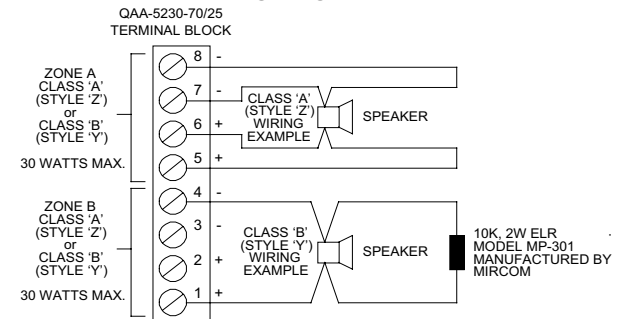 QAA-5230-70/25
TERMINAL BLOCK
ZONE A
CLASS 'A'
(STYLE 'Z')
or
CLASS 'B'
(STYLE 'Y')
30 WATTS MAX.
8 -
7 -
6 +
5 +
CLASS 'A'
(STYLE 'Z')
WIRING
EXAMPLE
SPEAKER
ZONE B
CLASS 'A'
(STYLE 'Z')
or
CLASS 'B'
(STYLE 'Y')
30 WATTS MAX.
4 -
3 -
2 +
1 +
CLASS 'B'
(STYLE 'Y')
WIRING
EXAMPLE
SPEAKER
10K, 2W ELR
MODEL MP-301
MANUFACTURED BY
MIRCOM